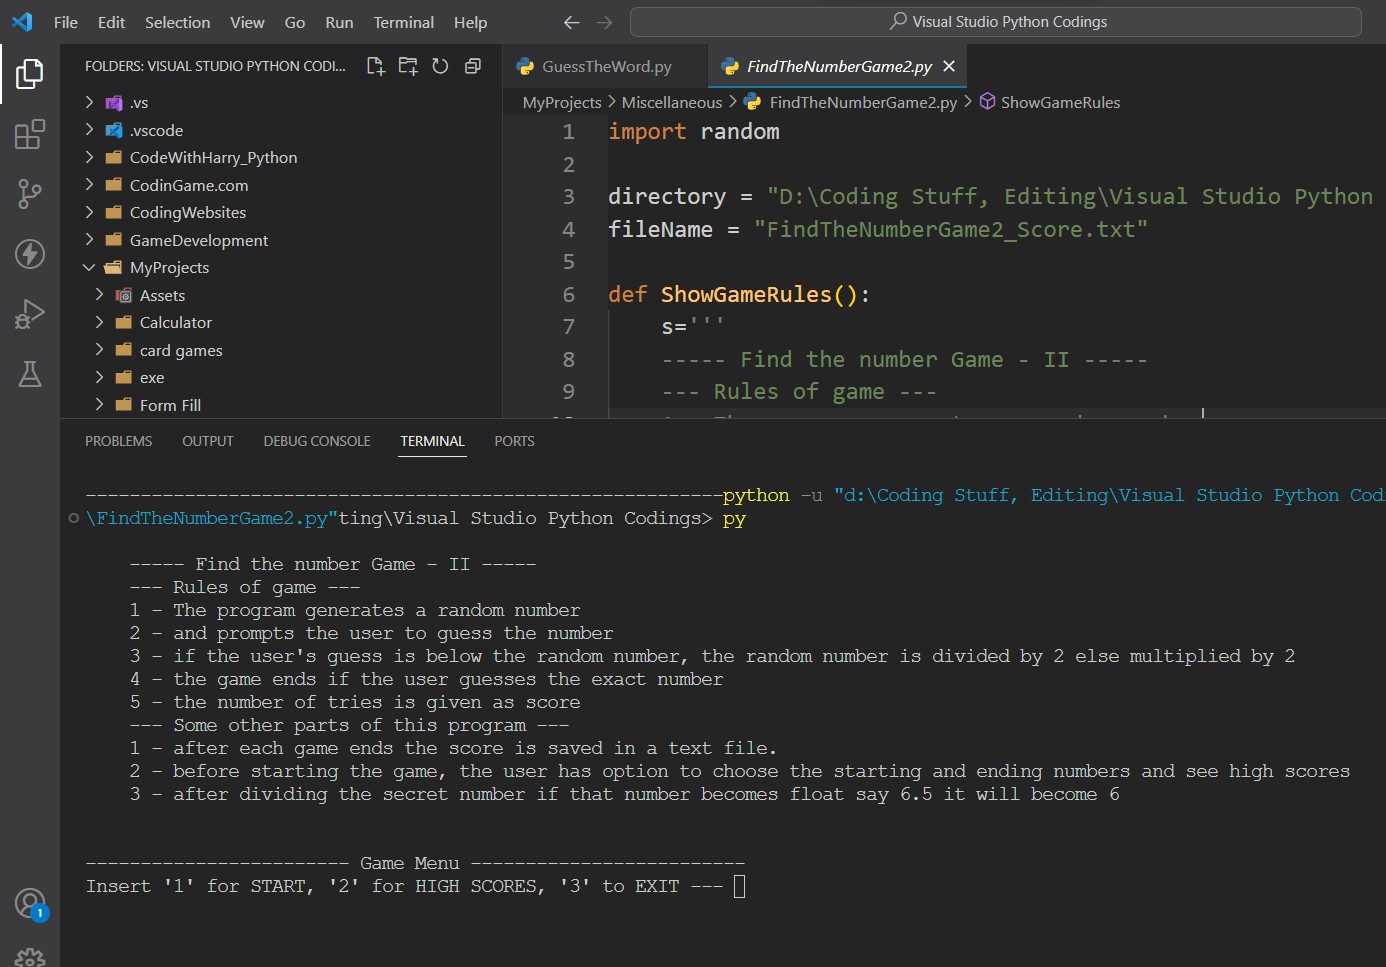 File Edit Selection View Go Run Terminal Help
Visual Studio Python Codings
FOLDERS: VISUAL STUDIO PYTHON CODI...
.vs
.vscode
CodeWithHarry_Python
CodinGame.com
CodingWebsites
GameDevelopment
MyProjects
Assets
Calculator
card games
exe
Form Fill
GuessTheWord.py
FindTheNumberGame2.py
MyProjects > Miscellaneous > FindTheNumberGame2.py > ShowGameRules
1 import random
2
3 directory = "D:\Coding Stuff, Editing\Visual Studio Python
4 fileName = "FindTheNumberGame2_Score.txt"
5
6 def ShowGameRules():
7 s='''
8 ----- Find the number Game - II -----
9 --- Rules of game ---
PROBLEMS OUTPUT DEBUG CONSOLE TERMINAL PORTS
----------------------------------------------------------python -u "d:\Coding Stuff, Editing\Visual Studio Python Codi
\FindTheNumberGame2.py"ting\Visual Studio Python Codings> py
----- Find the number Game - II -----
--- Rules of game ---
1 - The program generates a random number
2 - and prompts the user to guess the number
3 - if the user's guess is below the random number, the random number is divided by 2 else multiplied by 2
4 - the game ends if the user guesses the exact number
5 - the number of tries is given as score
--- Some other parts of this program ---
1 - after each game ends the score is saved in a text file.
2 - before starting the game, the user has option to choose the starting and ending numbers and see high scores
3 - after dividing the secret number if that number becomes float say 6.5 it will become 6
------------------------ Game Menu -------------------------
Insert '1' for START, '2' for HIGH SCORES, '3' to EXIT ---
1